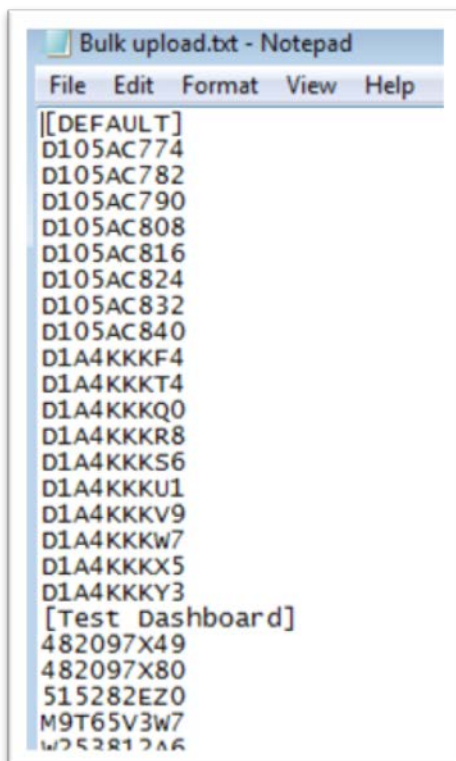 Bulk upload.txt - Notepad
File Edit Format View Help
[DEFAULT]
D105AC774
D105AC782
D105AC790
D105AC808
D105AC816
D105AC824
D105AC832
D105AC840
D1A4KKKF4
D1A4KKKT4
D1A4KKKQ0
D1A4KKKR8
D1A4KKKS6
D1A4KKKU1
D1A4KKKV9
D1A4KKKW7
D1A4KKKX5
D1A4KKKY3
[Test Dashboard]
482097X49
482097X80
515282EZ0
M9T65V3W7
W253812A6